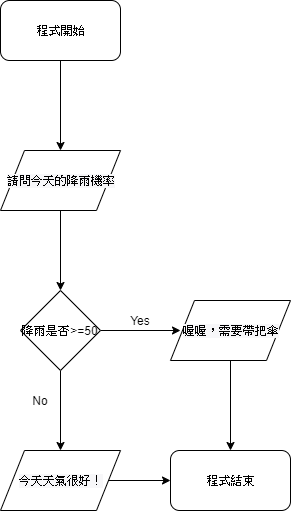 程式開始
請問今天的降雨機率
降雨是否>=50
Yes
喔喔，需要帶把傘
No
今天天氣很好！
程式結束